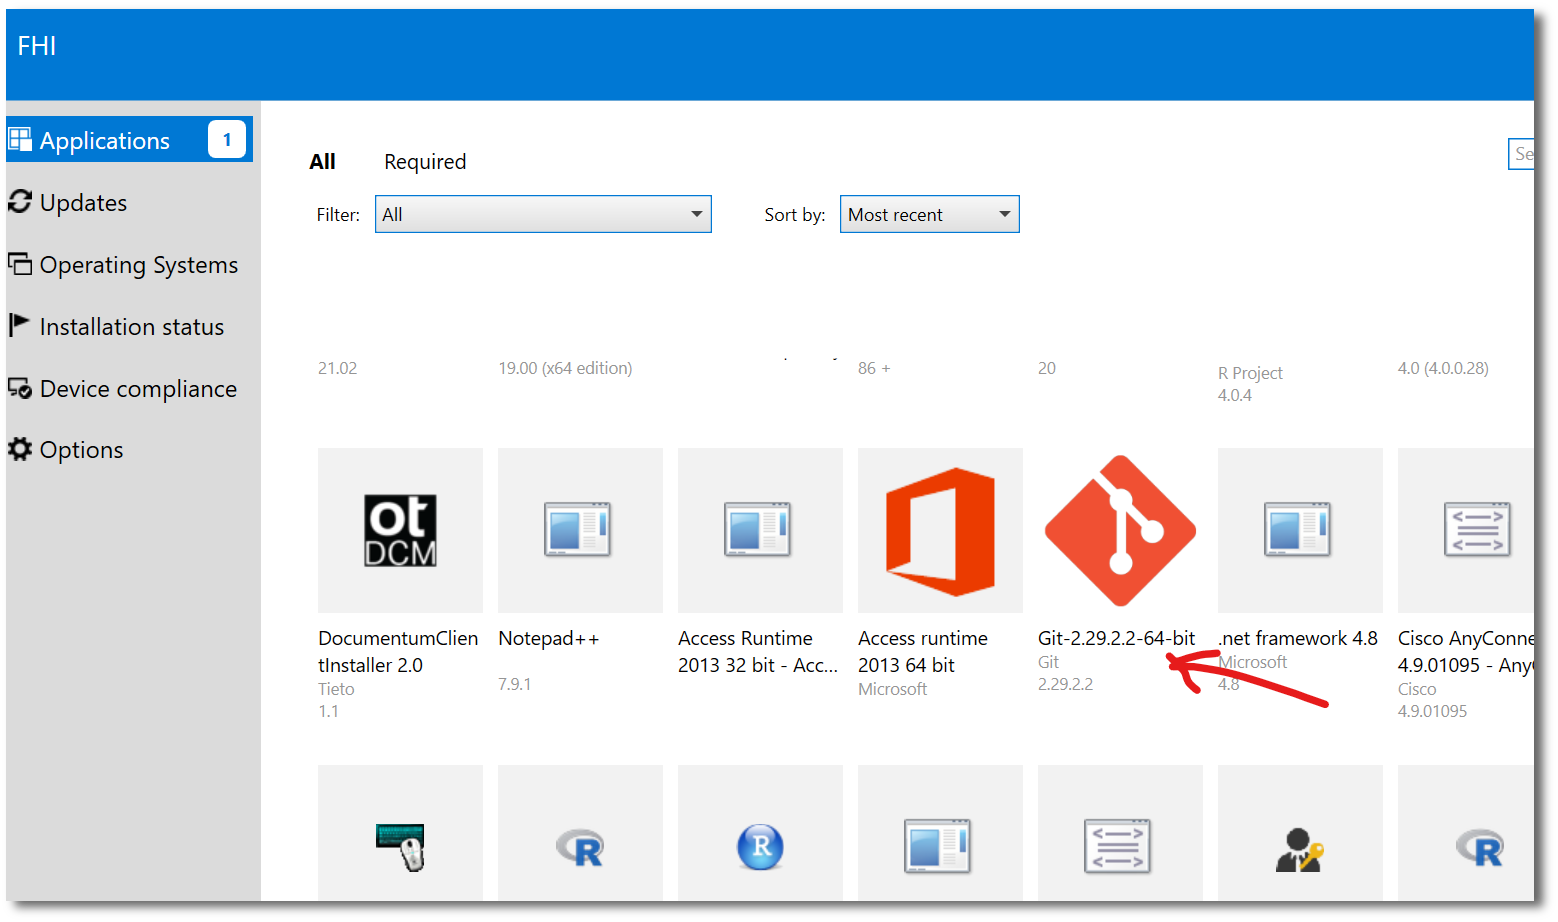 FHI
Applications 1
Updates
Operating Systems
Installation status
Device compliance
Options
All Required
Se
Filter: All Sort by: Most recent
21.02 19.00 (x64 edition) 86 + 20 R Project 4.0 (4.0.0.28)
4.0.4
ot
DCM
DocumentumClien Notepad++ Access Runtime Access runtime Git-2.29.2.2-64-bit .net framework 4.8 Cisco AnyConne
tInstaller 2.0 2013 32 bit - Acc... 2013 64 bit Git Microsoft 4.9.01095 - Any
Tieto 7.9.1 Microsoft 2.29.2.2 4.8 Cisco
1.1 4.9.01095
R R R